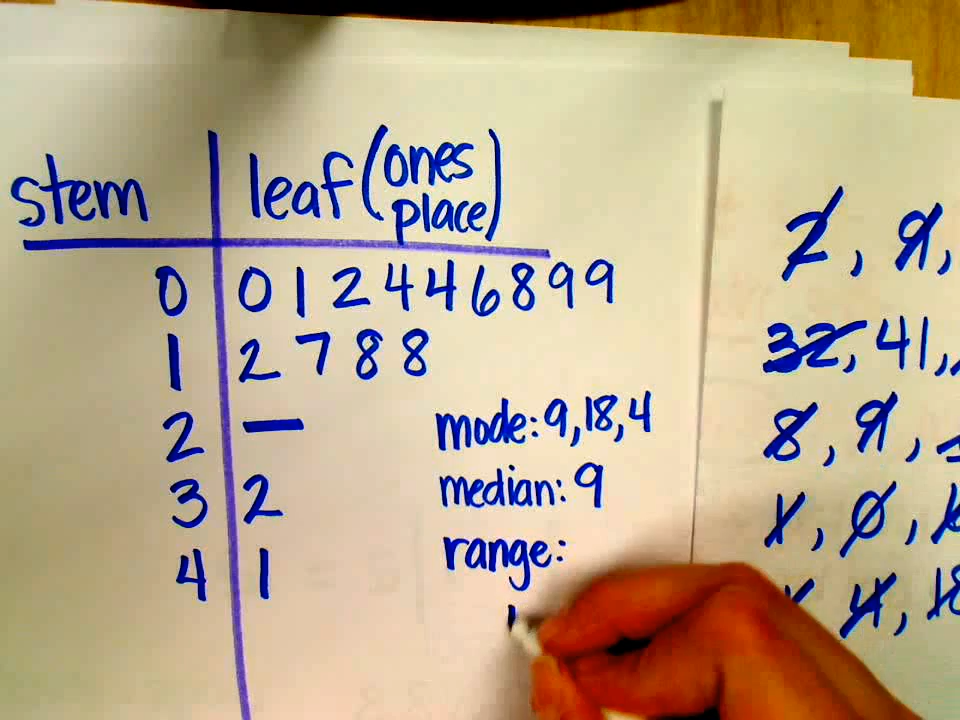 stem leaf (ones place)
0 0 1 2 4 4 6 8 9 9
1 2 7 8 8
2 —
3 2
4 1
mode: 9, 18, 4
median: 9
range:
2, 9,
32, 41,
8, 9,
1, 0,
4, 18